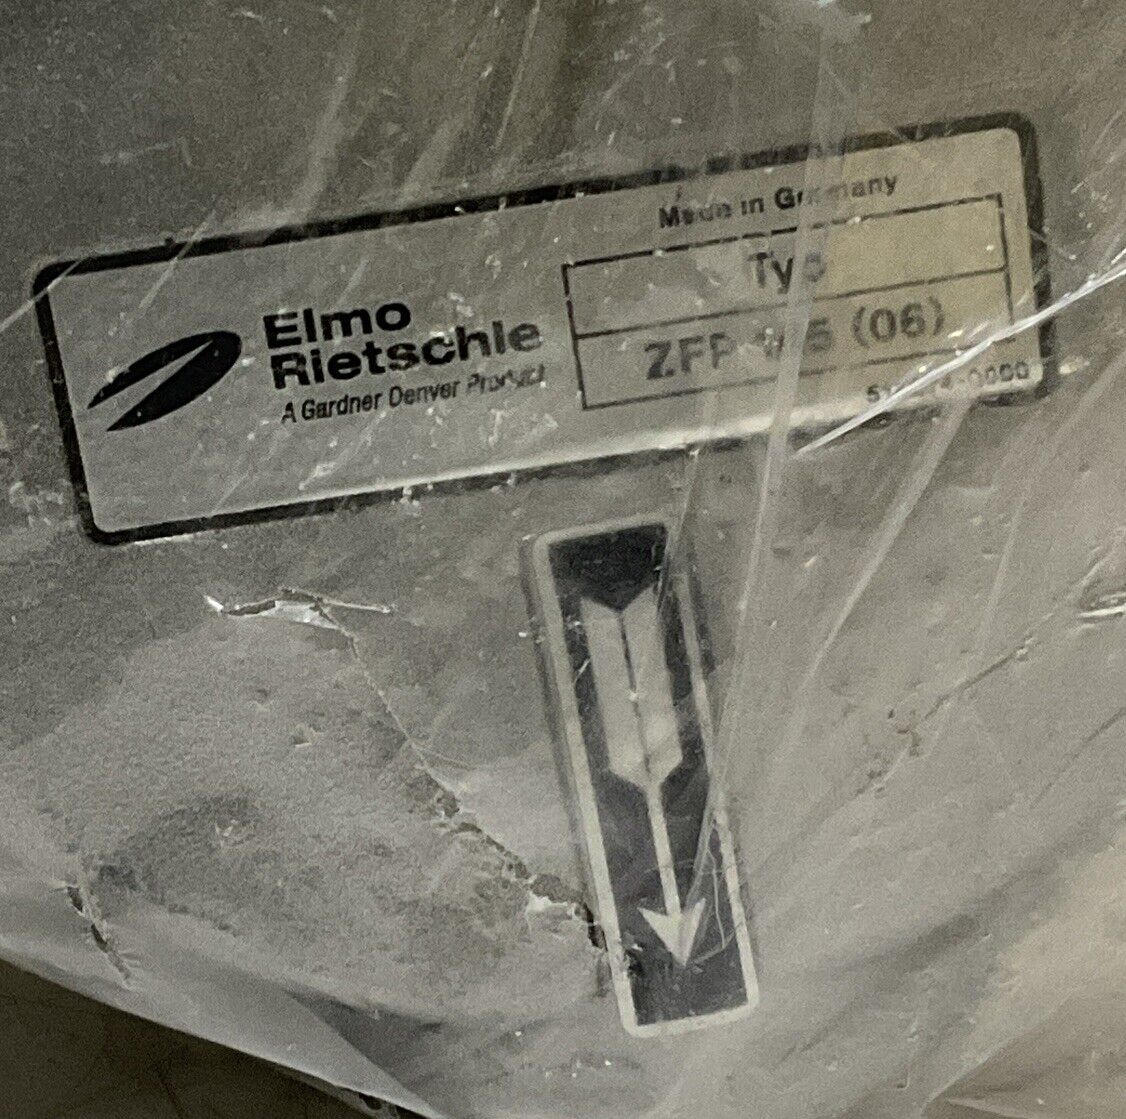 Made in Germany
Elmo
Rietschle
A Gardner Denver Product
Typ
(06)